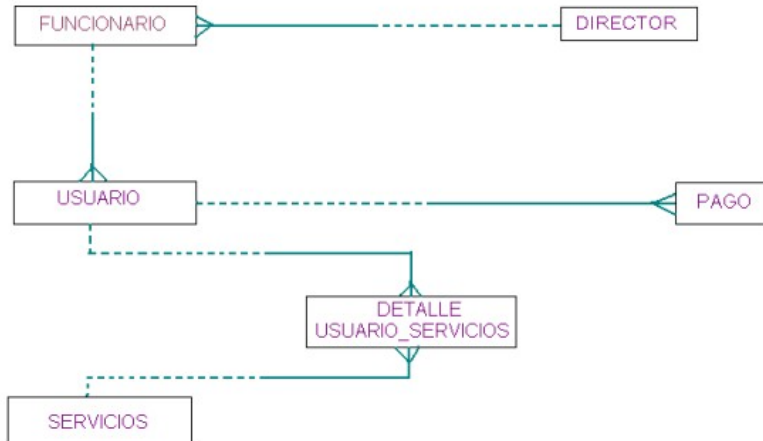 FUNCIONARIO
DIRECTOR
USUARIO
PAGO
DETALLE
USUARIO_SERVICIOS
SERVICIOS